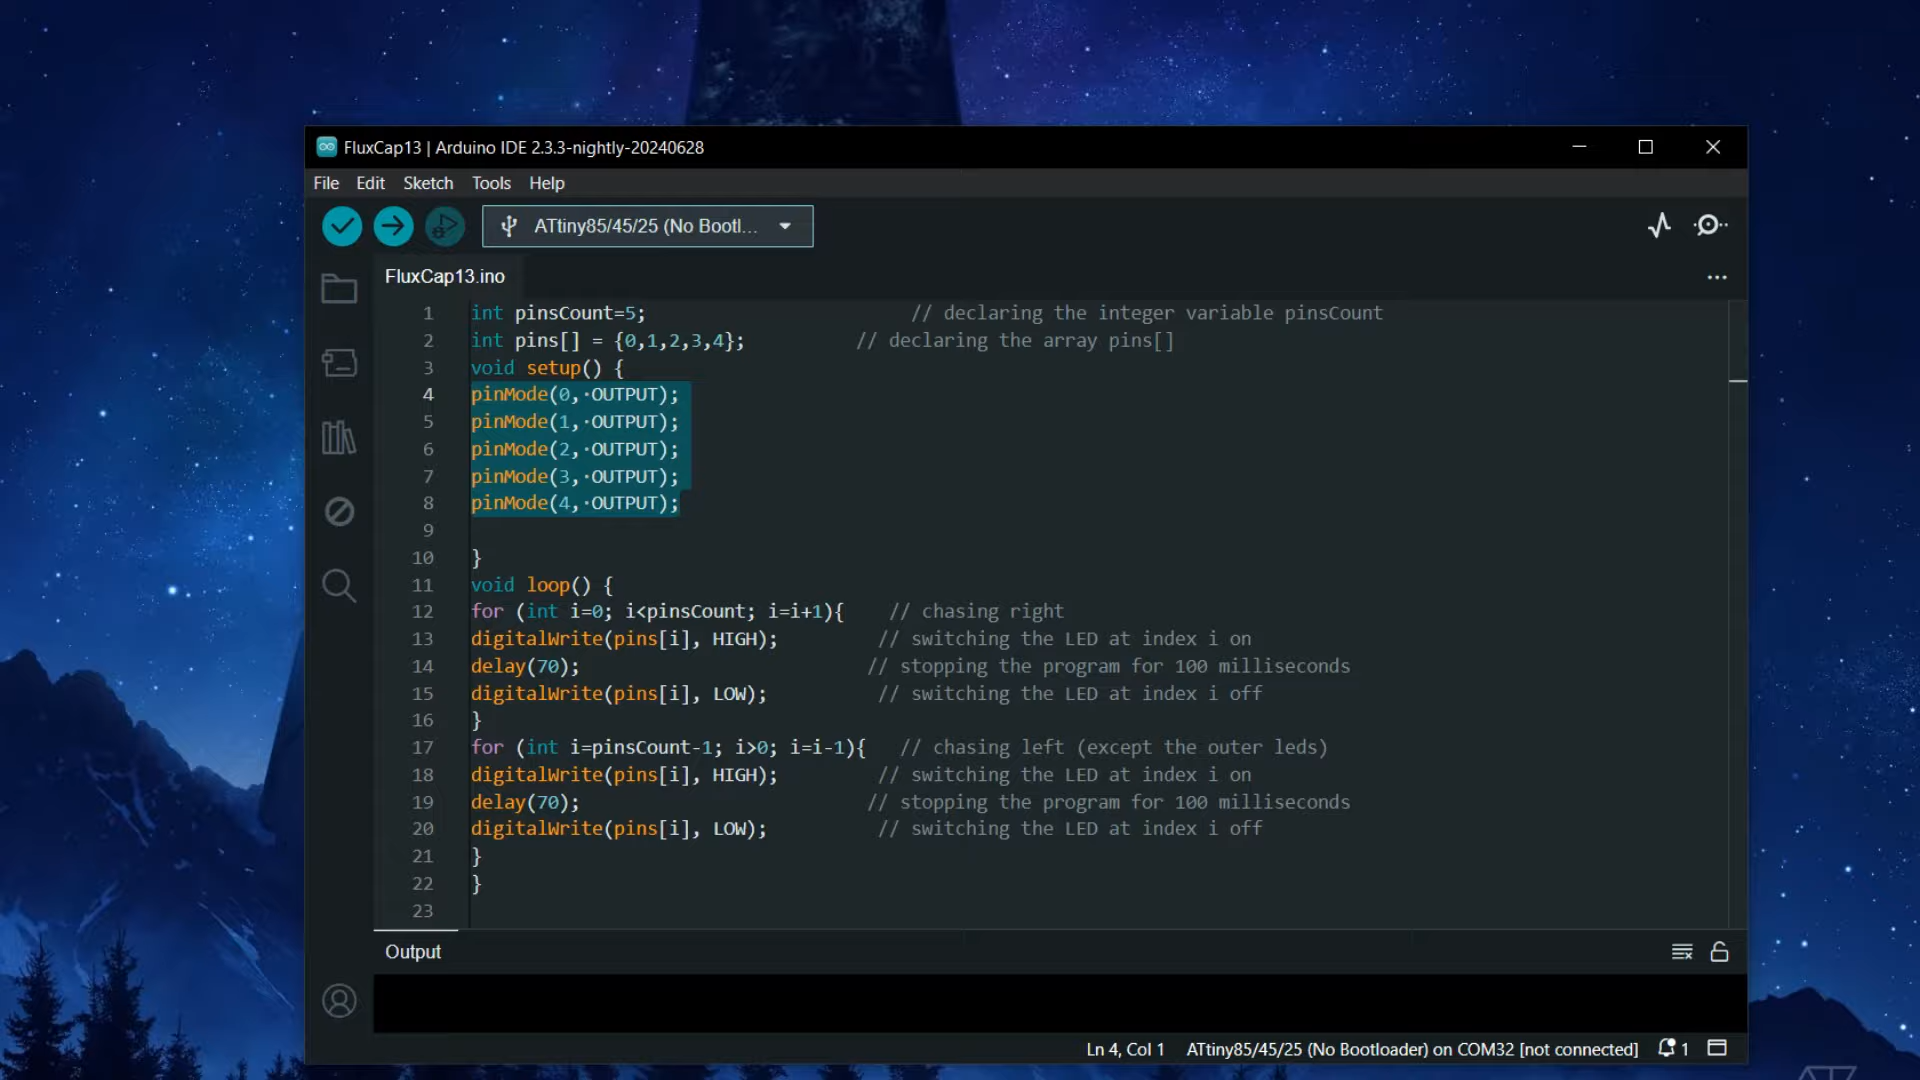 FluxCap13 | Arduino IDE 2.3.3-nightly-20240628
File Edit Sketch Tools Help
ATtiny85/45/25 (No Bootl...
FluxCap13.ino
1 int pinsCount=5; // declaring the integer variable pinsCount
2 int pins[] = {0,1,2,3,4}; // declaring the array pins[]
3 void setup() {
4 pinMode(0,·OUTPUT);
5 pinMode(1,·OUTPUT);
6 pinMode(2,·OUTPUT);
7 pinMode(3,·OUTPUT);
8 pinMode(4,·OUTPUT);
9
10 }
11 void loop() {
12 for (int i=0; i<pinsCount; i=i+1){ // chasing right
13 digitalWrite(pins[i], HIGH); // switching the LED at index i on
14 delay(70); // stopping the program for 100 milliseconds
15 digitalWrite(pins[i], LOW); // switching the LED at index i off
16 }
17 for (int i=pinsCount-1; i>0; i=i-1){ // chasing left (except the outer leds)
18 digitalWrite(pins[i], HIGH); // switching the LED at index i on
19 delay(70); // stopping the program for 100 milliseconds
20 digitalWrite(pins[i], LOW); // switching the LED at index i off
21 }
22 }
23
Output
Ln 4, Col 1 ATtiny85/45/25 (No Bootloader) on COM32 [not connected] 1